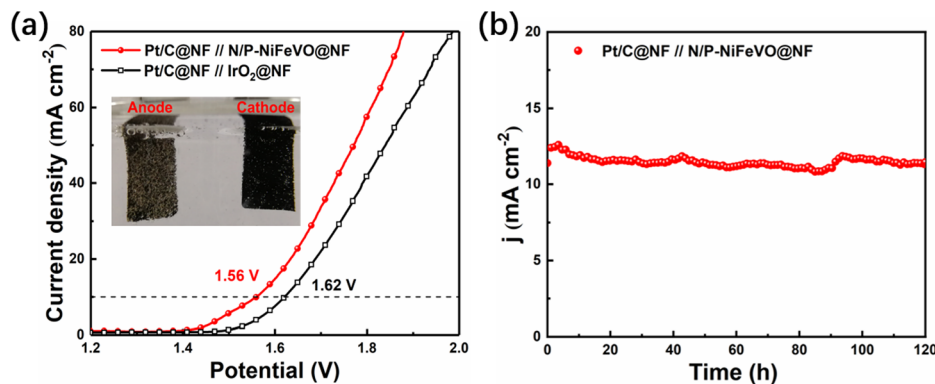 (a)
80
60
40
20
0
Current density (mA cm⁻²)
Pt/C@NF // N/P-NiFeVO@NF
Pt/C@NF // IrO₂@NF
Anode
Cathode
1.56 V
1.62 V
1.2
1.4
1.6
1.8
2.0
Potential (V)
(b)
20
15
10
5
0
j (mA cm⁻²)
Pt/C@NF // N/P-NiFeVO@NF
0
20
40
60
80
100
120
Time (h)